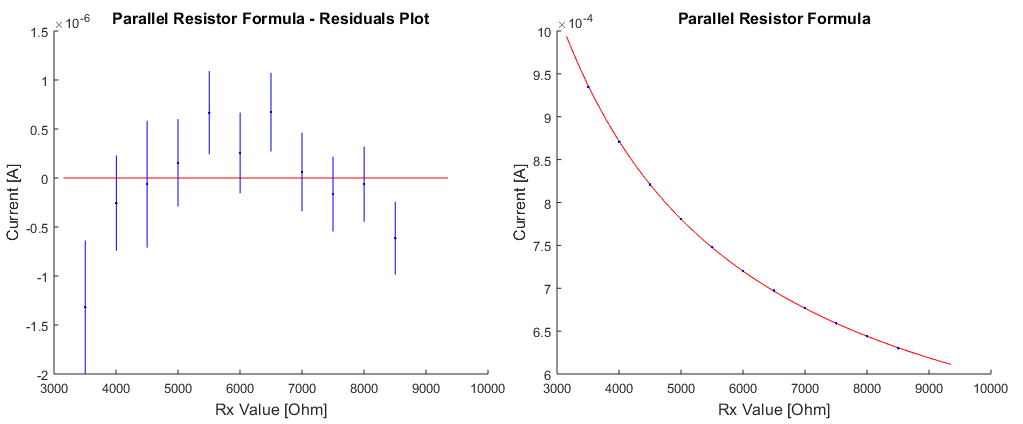 Parallel Resistor Formula - Residuals Plot
×10^-6
1.5
1
0.5
0
-0.5
-1
-1.5
-2
3000 4000 5000 6000 7000 8000 9000 10000
Rx Value [Ohm]
Current [A]
Parallel Resistor Formula
×10^-4
10
9.5
9
8.5
8
7.5
7
6.5
6
3000 4000 5000 6000 7000 8000 9000 10000
Rx Value [Ohm]
Current [A]